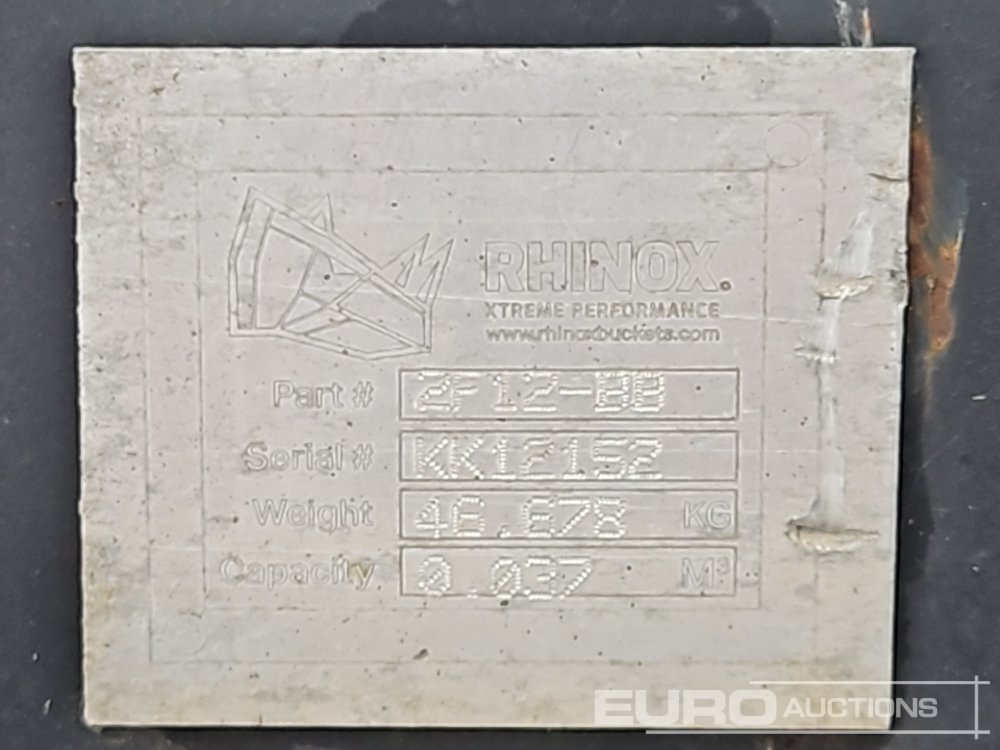 RHINOX.
XTREME PERFORMANCE
www.rhinoxbuckets.com
Part # 2F12-BB
Serial # KK12152
Weight 46.678 KG
Capacity 0.037 M³
EURO AUCTIONS